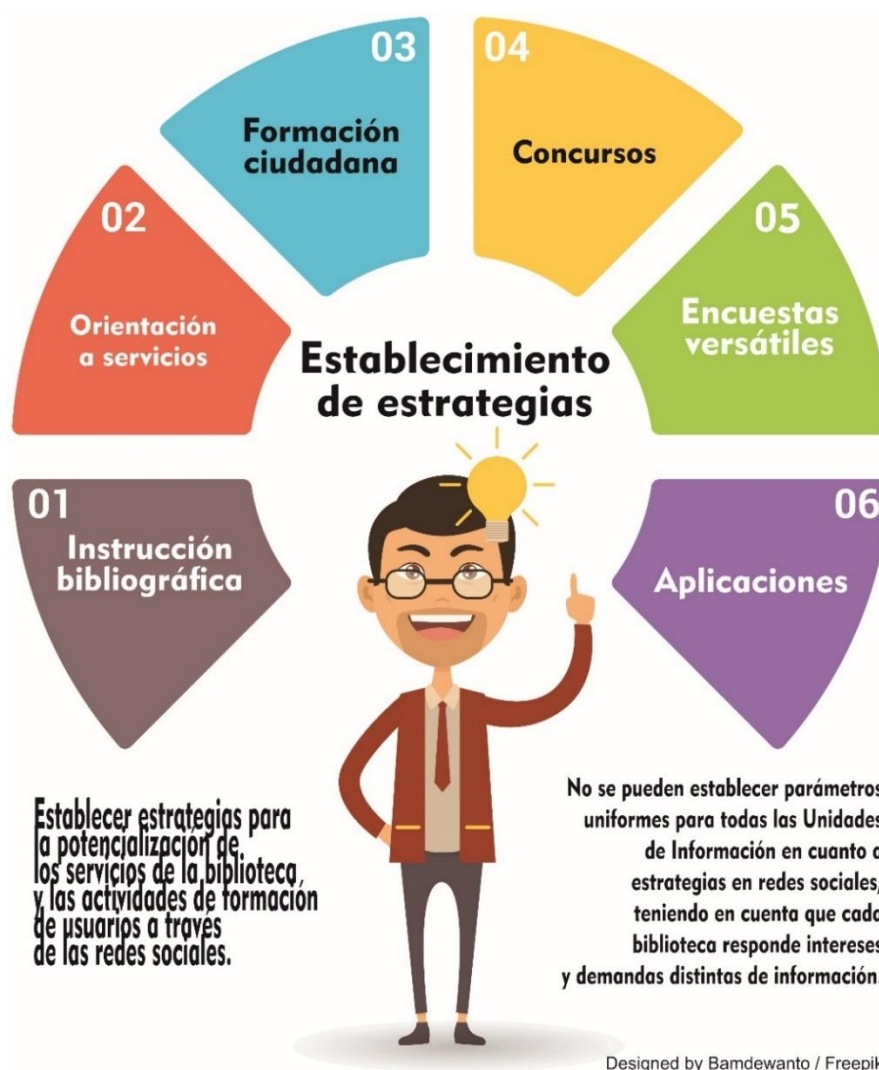 01
Instrucción
bibliográfica
02
Orientación
a servicios
03
Formación
ciudadana
04
Concursos
05
Encuestas
versátiles
06
Aplicaciones
Establecimiento
de estrategias
Establecer estrategias para
la potencialización de
los servicios de la biblioteca
y las actividades de formación
de usuarios a través
de las redes sociales.
No se pueden establecer parámetros
uniformes para todas las Unidades
de Información en cuanto a
estrategias en redes sociales,
teniendo en cuenta que cada
biblioteca responde intereses
y demandas distintas de información.
Designed by Bamdewanto / Freepik